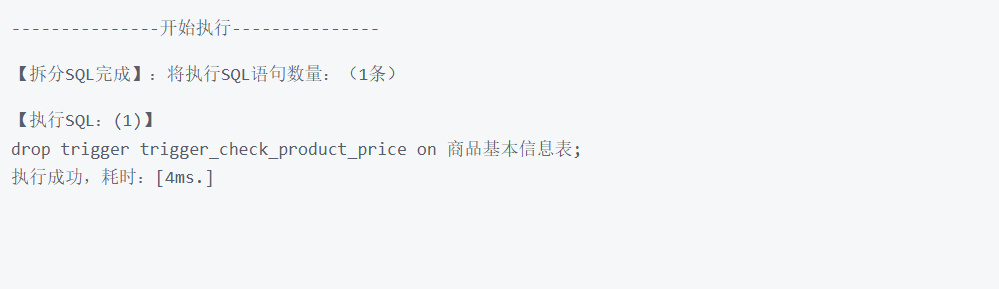 ---------------开始执行---------------
【拆分SQL完成】：将执行SQL语句数量：（1条）
【执行SQL：(1)】
drop trigger trigger_check_product_price on 商品基本信息表;
执行成功，耗时：[4ms.]